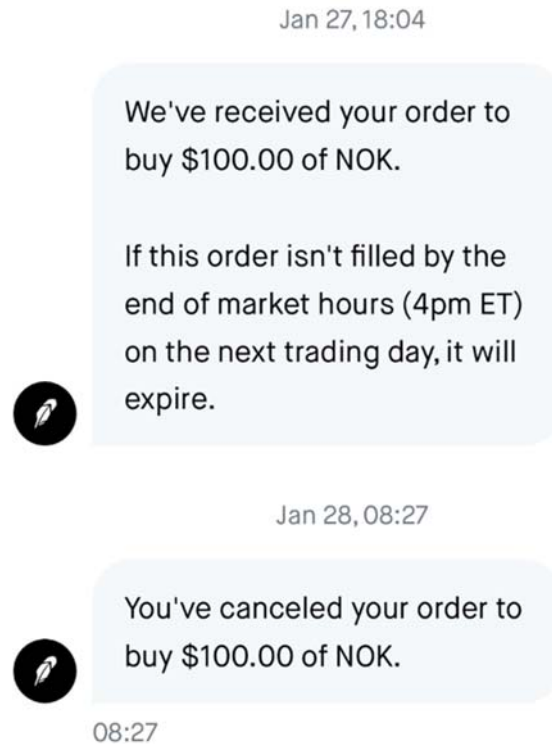 Jan 27, 18:04
We've received your order to
buy $100.00 of NOK.
If this order isn't filled by the
end of market hours (4pm ET)
on the next trading day, it will
expire.
Jan 28, 08:27
You've canceled your order to
buy $100.00 of NOK.
08:27